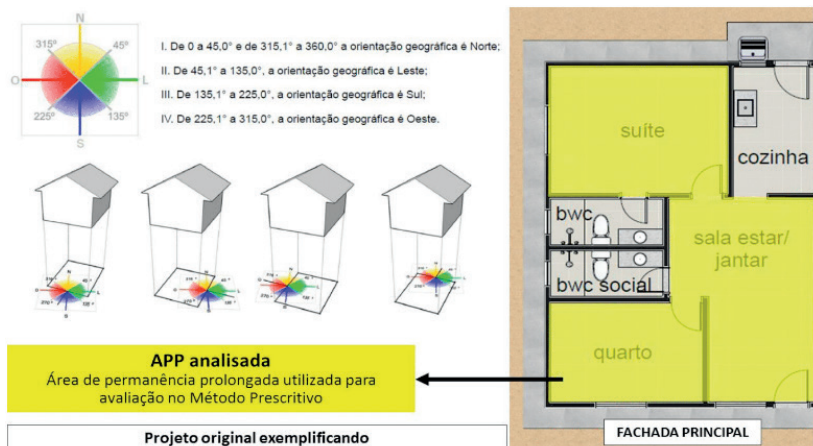 N
315° 45°
O L
225° 135°
S
I. De 0 a 45,0° e de 315,1° a 360,0° a orientação geográfica é Norte;
II. De 45,1° a 135,0°, a orientação geográfica é Leste;
III. De 135,1° a 225,0°, a orientação geográfica é Sul;
IV. De 225,1° a 315,0°, a orientação geográfica é Oeste.
suíte
cozinha
bwc
sala estar/
jantar
bwc social
quarto
APP analisada
Área de permanência prolongada utilizada para
avaliação no Método Prescritivo
Projeto original exemplificando
FACHADA PRINCIPAL